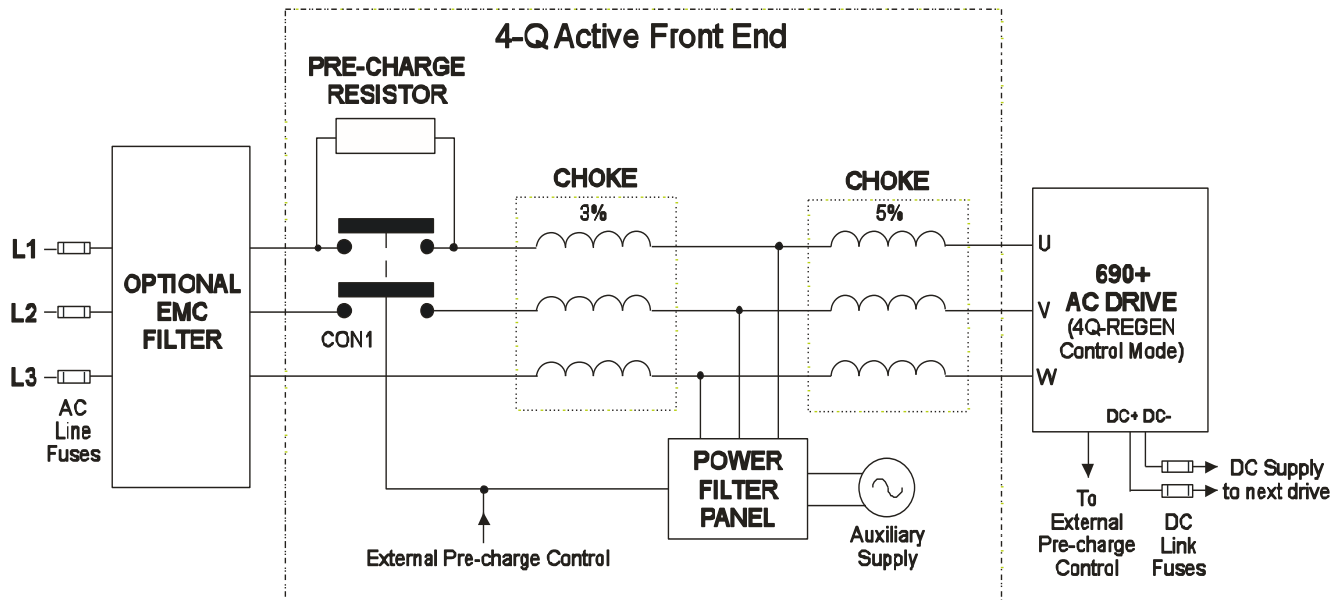 4-Q Active Front End
PRE-CHARGE
RESISTOR
CHOKE
3%
CHOKE
5%
L1
L2
L3
AC
Line
Fuses
OPTIONAL
EMC
FILTER
CON1
U
V
W
690+
AC DRIVE
(4Q-REGEN
Control Mode)
DC+ DC-
POWER
FILTER
PANEL
External Pre-charge Control
Auxiliary
Supply
To
External
Pre-charge
Control
DC
Link
Fuses
DC Supply
to next drive